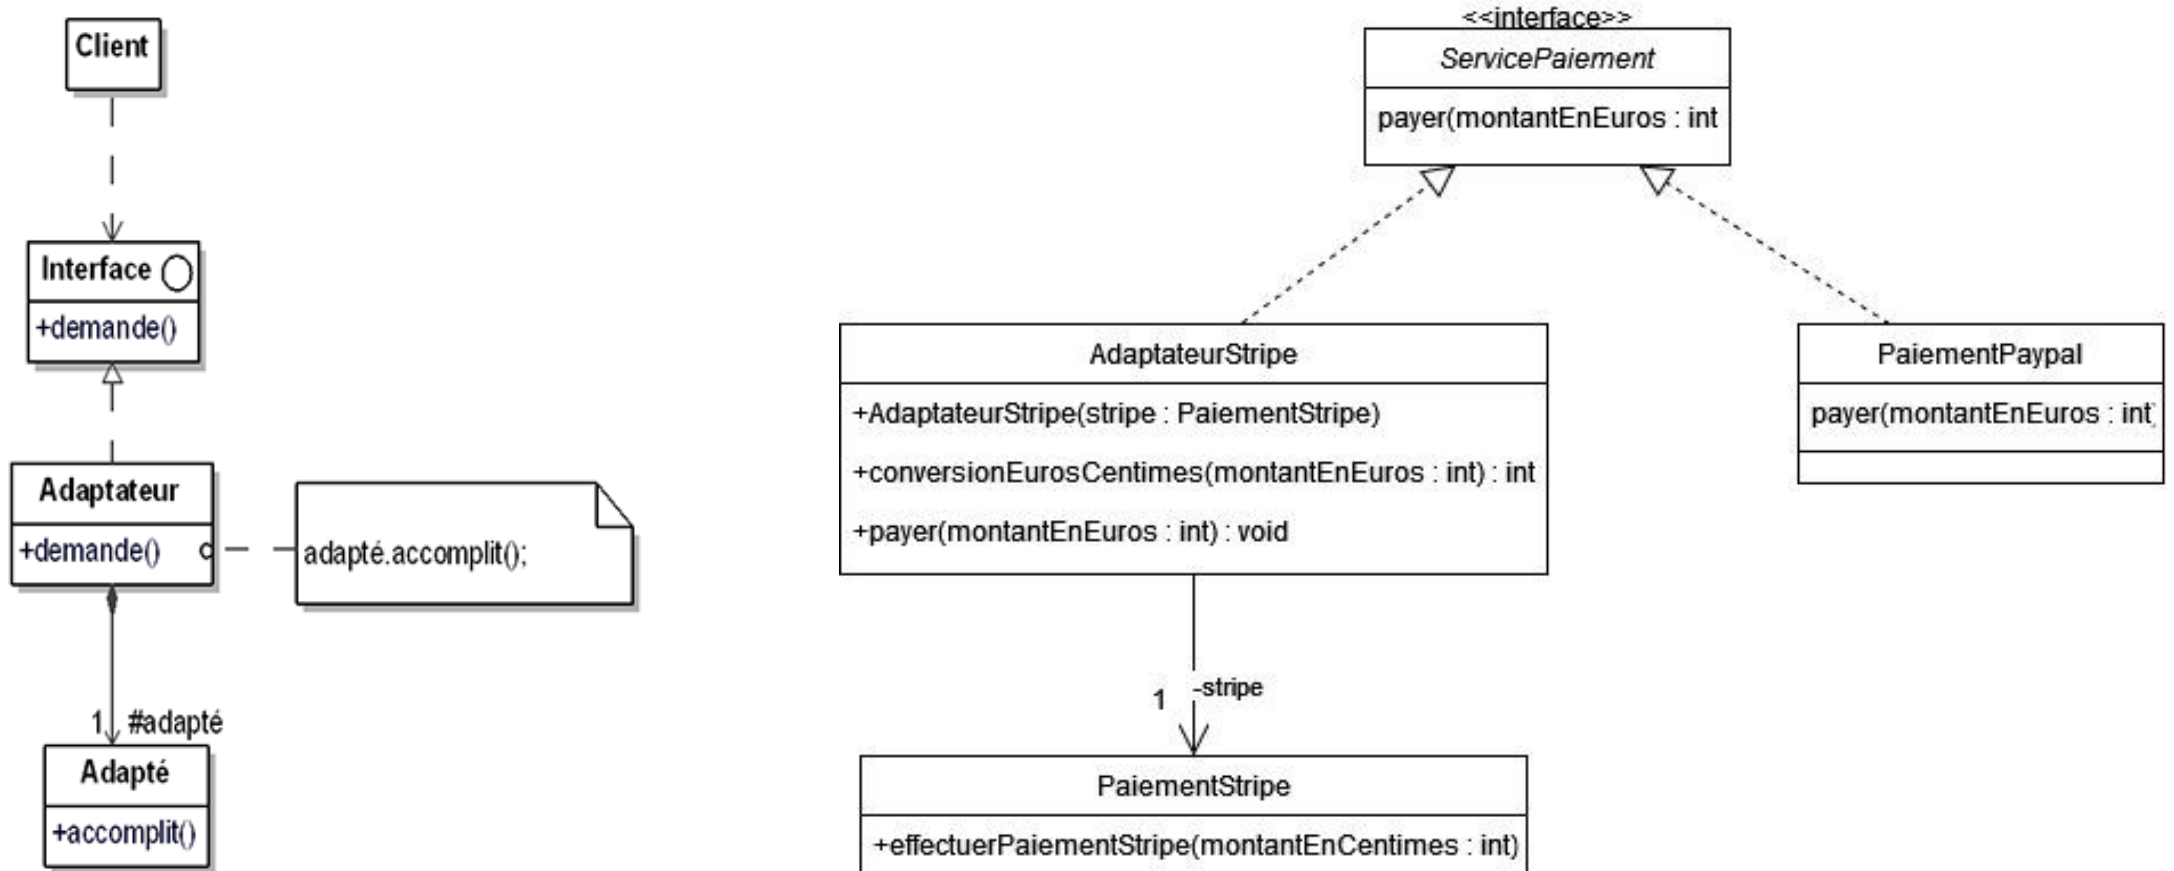 Client
Interface
+demande()
Adaptateur
+demande()
adapté.accomplit();
1
#adapté
Adapté
+accomplit()
<<interface>>
ServicePaiement
payer(montantEnEuros : int
AdaptateurStripe
+AdaptateurStripe(stripe : PaiementStripe)
+conversionEurosCentimes(montantEnEuros : int) : int
+payer(montantEnEuros : int) : void
PaiementPaypal
payer(montantEnEuros : int)
1
-stripe
PaiementStripe
+effectuerPaiementStripe(montantEnCentimes : int)